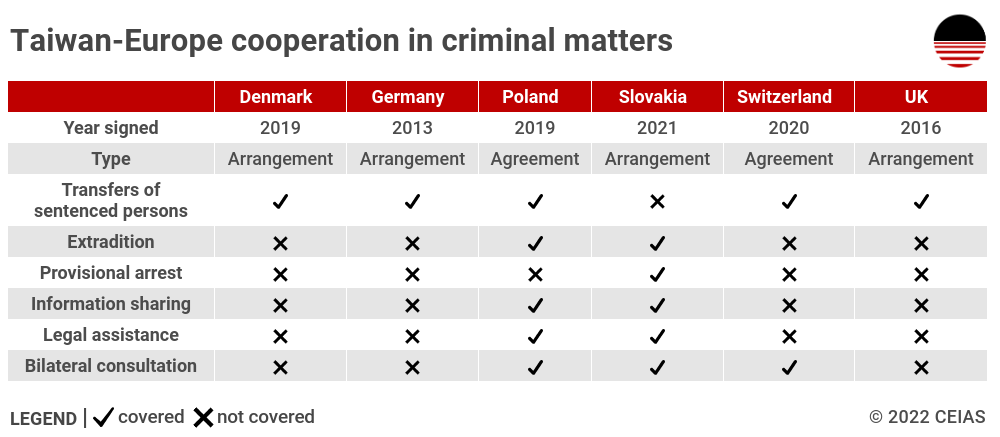 Taiwan-Europe cooperation in criminal matters
Denmark Germany Poland Slovakia Switzerland UK
Year signed 2019 2013 2019 2021 2020 2016
Type Arrangement Arrangement Agreement Arrangement Agreement Arrangement
Transfers of
sentenced persons ✓ ✓ ✓ ✕ ✓ ✓
Extradition ✕ ✕ ✓ ✓ ✕ ✕
Provisional arrest ✕ ✕ ✕ ✓ ✕ ✕
Information sharing ✕ ✕ ✓ ✓ ✕ ✕
Legal assistance ✕ ✕ ✓ ✓ ✕ ✕
Bilateral consultation ✕ ✕ ✓ ✓ ✓ ✕
LEGEND | ✓ covered ✕ not covered © 2022 CEIAS